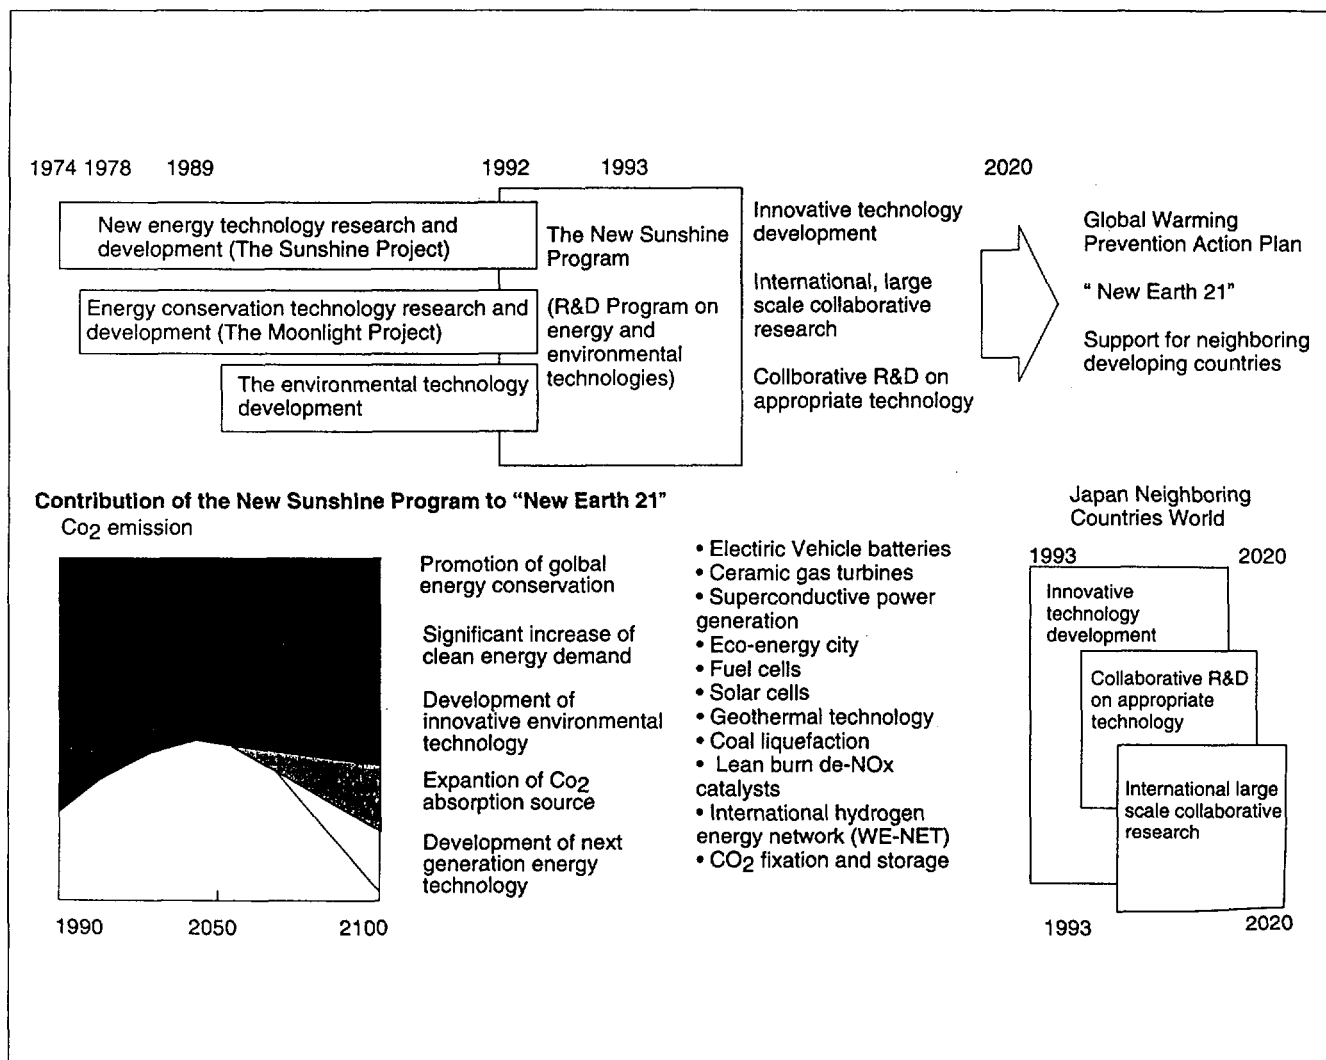 1974 1978 1989 1992 1993 2020
New energy technology research and
development (The Sunshine Project)
Energy conservation technology research and
development (The Moonlight Project)
The environmental technology
development
The New Sunshine
Program
(R&D Program on
energy and
environmental
technologies)
Innovative technology
development
International, large
scale collaborative
research
Collborative R&D on
appropriate technology
Global Warming
Prevention Action Plan
" New Earth 21"
Support for neighboring
developing countries
Contribution of the New Sunshine Program to "New Earth 21"
Co2 emission
1990 2050 2100
Promotion of golbal
energy conservation
Significant increase of
clean energy demand
Development of
innovative environmental
technology
Expantion of Co2
absorption source
Development of next
generation energy
technology
• Electiric Vehicle batteries
• Ceramic gas turbines
• Superconductive power
generation
• Eco-energy city
• Fuel cells
• Solar cells
• Geothermal technology
• Coal liquefaction
• Lean burn de-NOx
catalysts
• International hydrogen
energy network (WE-NET)
• CO2 fixation and storage
Japan Neighboring
Countries World
1993 2020
Innovative
technology
development
Collaborative R&D
on appropriate
technology
International large
scale collaborative
research
1993 2020